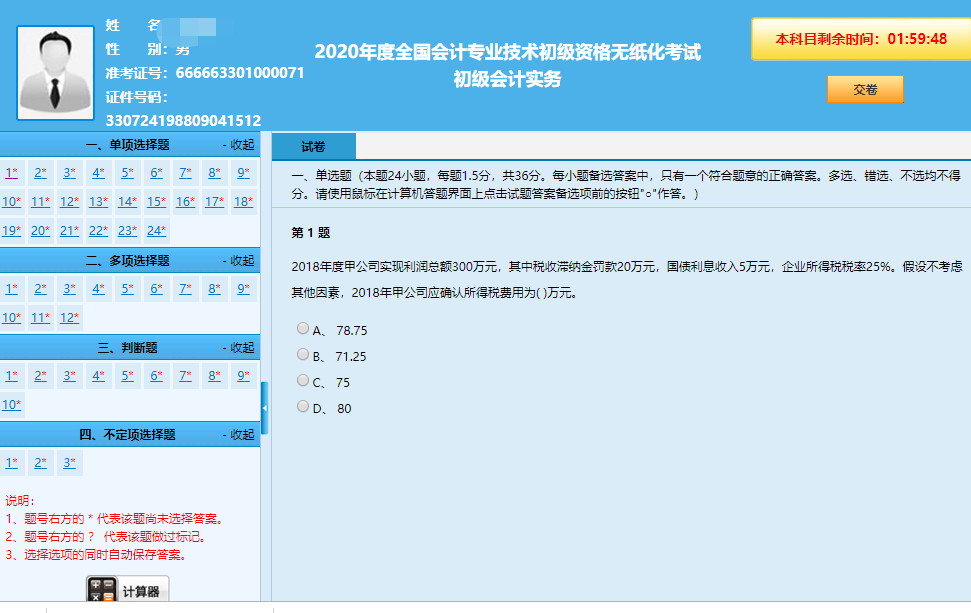 姓 名
性 别：男
准考证号：666663301000071
证件号码：
330724198809041512
2020年度全国会计专业技术初级资格无纸化考试
初级会计实务
本科目剩余时间：01:59:48
交卷
一、单项选择题 - 收起
1* 2* 3* 4* 5* 6* 7* 8* 9*
10* 11* 12* 13* 14* 15* 16* 17* 18*
19* 20* 21* 22* 23* 24*
二、多项选择题 - 收起
1* 2* 3* 4* 5* 6* 7* 8* 9*
10* 11* 12*
三、判断题 - 收起
1* 2* 3* 4* 5* 6* 7* 8* 9*
10*
四、不定项选择题 - 收起
1* 2* 3*
说明：
1、题号右方的 * 代表该题尚未选择答案。
2、题号右方的 ？ 代表该题做过标记。
3、选择选项的同时自动保存答案。
计算器
试卷
一、单选题（本题24小题，每题1.5分，共36分。每小题备选答案中，只有一个符合题意的正确答案。多选、错选、不选均不得
分。请使用鼠标在计算机答题界面上点击试题答案备选项前的按钮"○"作答。）
第 1 题
2018年度甲公司实现利润总额300万元，其中税收滞纳金罚款20万元，国债利息收入5万元，企业所得税税率25%。假设不考虑
其他因素，2018年甲公司应确认所得税费用为( )万元。
A、 78.75
B、 71.25
C、 75
D、 80